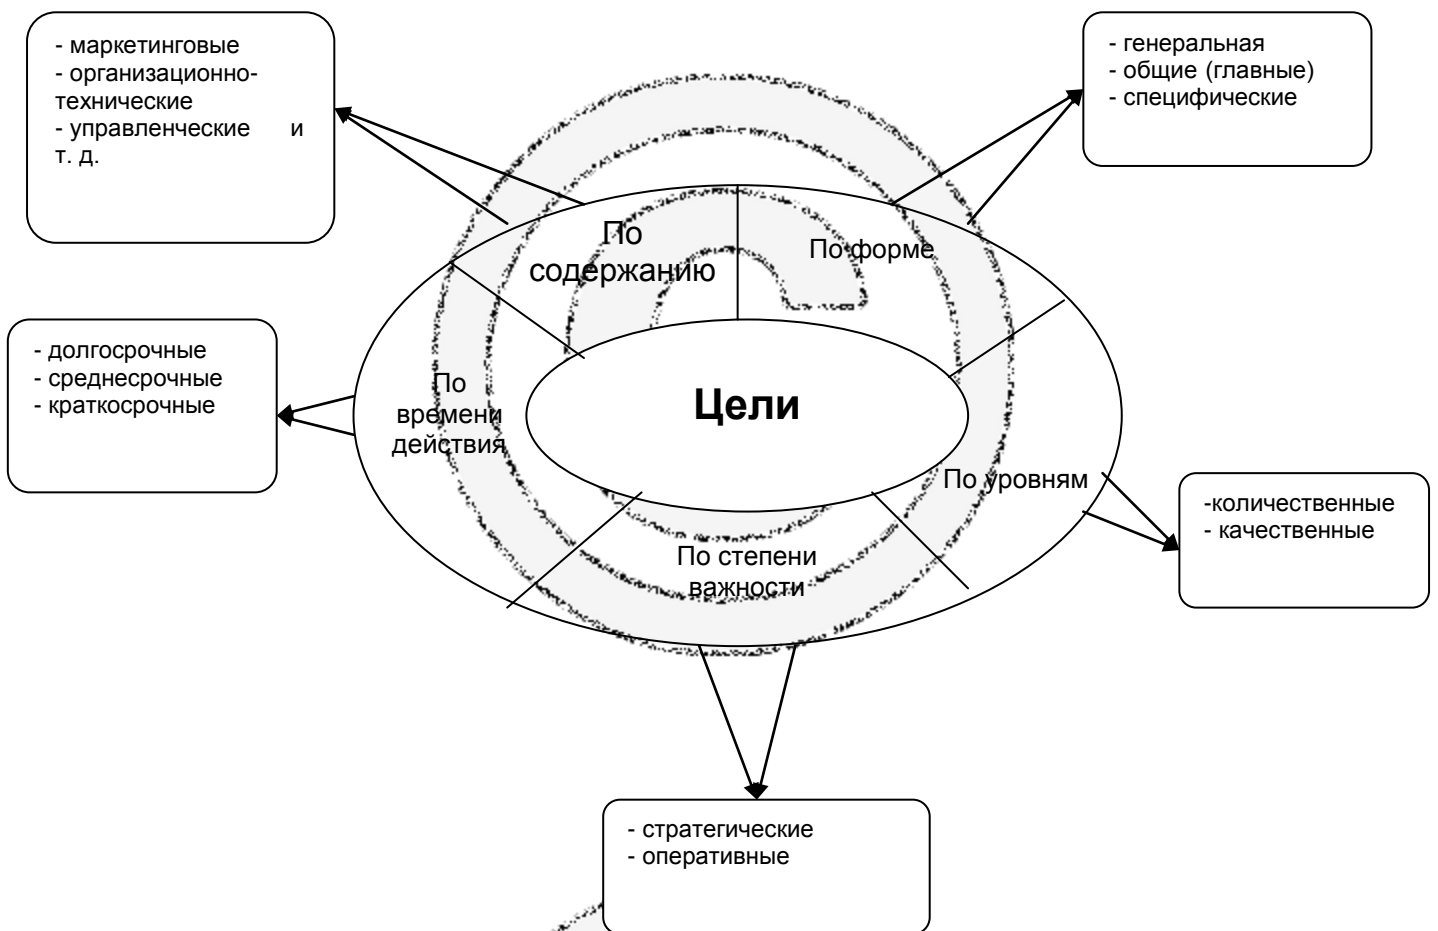 - маркетинговые
- организационно-
технические
- управленческие и
т. д.
- генеральная
- общие (главные)
- специфические
По
содержанию
По форме
- долгосрочные
- среднесрочные
- краткосрочные
По
времени
действия
Цели
По уровням
-количественные
- качественные
По степени
важности
- стратегические
- оперативные